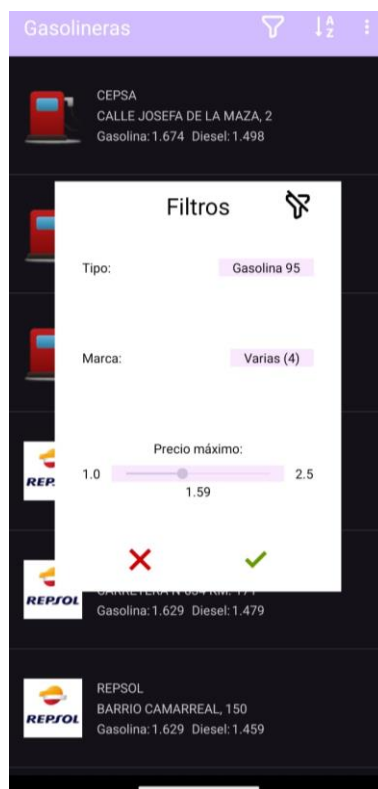 Gasolineras
CEPSA
CALLE JOSEFA DE LA MAZA, 2
Gasolina: 1.674 Diesel: 1.498
Filtros
Tipo: Gasolina 95
Marca: Varias (4)
Precio máximo:
1.0 2.5
1.59
REPSOL
Gasolina: 1.629 Diesel: 1.479
REPSOL
BARRIO CAMARREAL, 150
REPSOL
Gasolina: 1.629 Diesel: 1.459